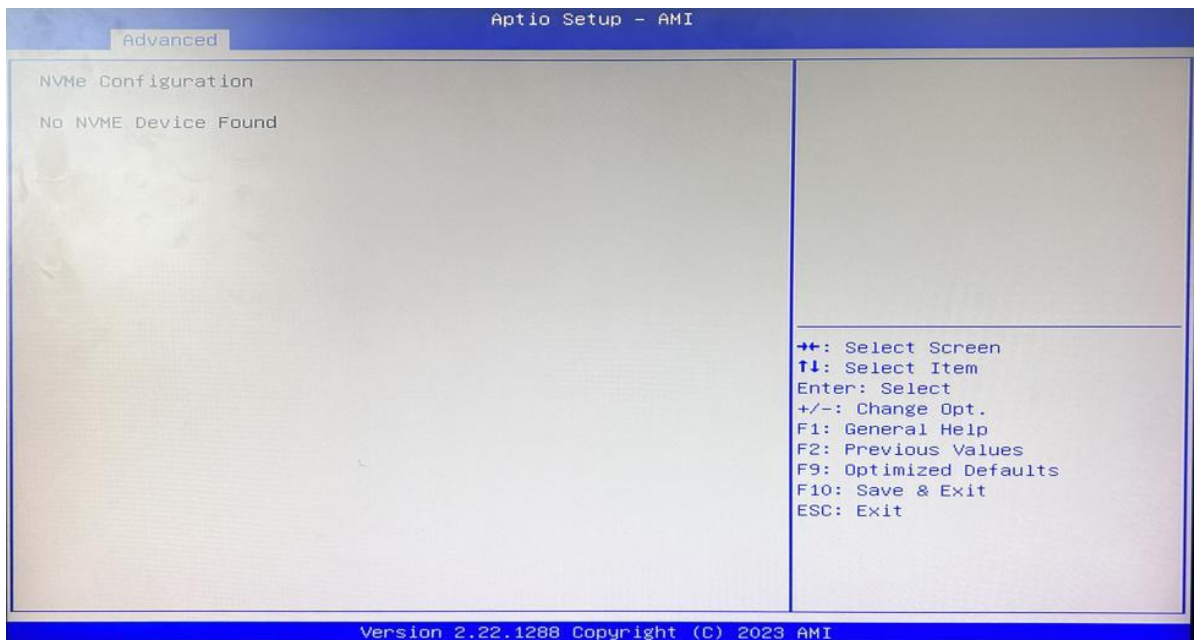 Aptio Setup – AMI
Advanced
NVMe Configuration
No NVME Device Found
→←: Select Screen
↑↓: Select Item
Enter: Select
+/-: Change Opt.
F1: General Help
F2: Previous Values
F9: Optimized Defaults
F10: Save & Exit
ESC: Exit
Version 2.22.1288 Copyright (C) 2023 AMI